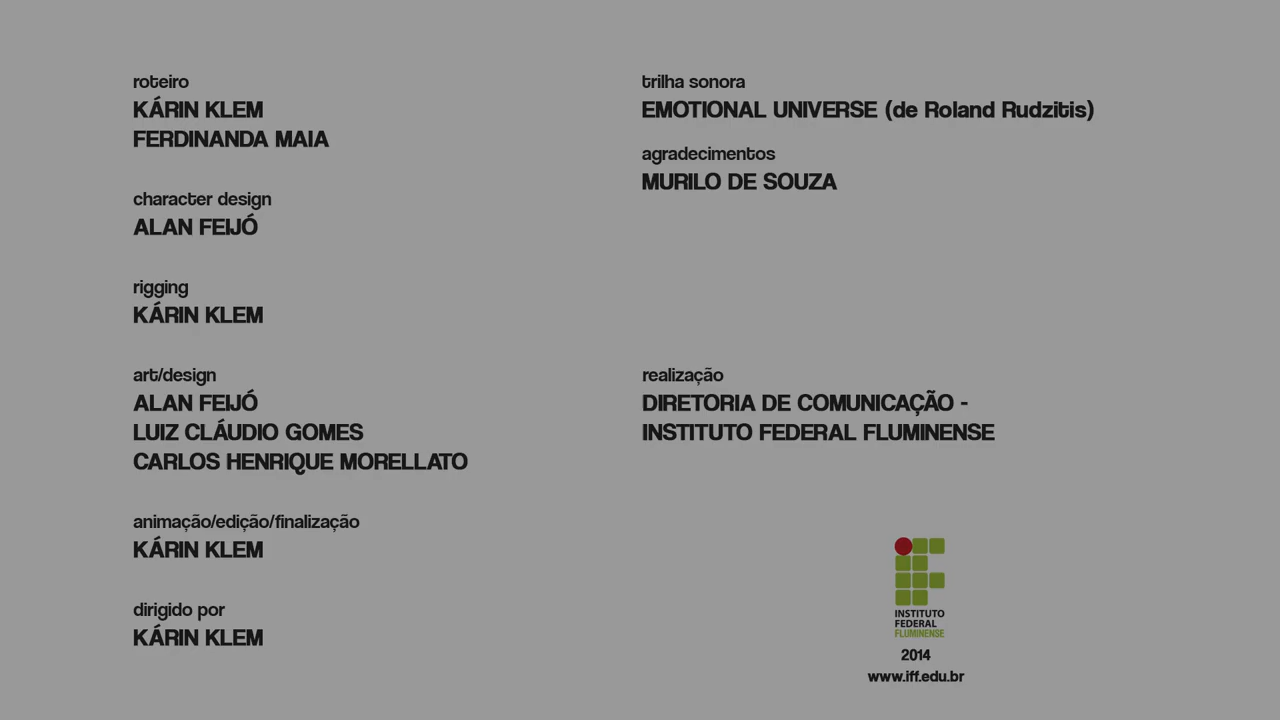 roteiro
KÁRIN KLEM
FERDINANDA MAIA
character design
ALAN FEIJÓ
rigging
KÁRIN KLEM
art/design
ALAN FEIJÓ
LUIZ CLÁUDIO GOMES
CARLOS HENRIQUE MORELLATO
animação/edição/finalização
KÁRIN KLEM
dirigido por
KÁRIN KLEM
trilha sonora
EMOTIONAL UNIVERSE (de Roland Rudzitis)
agradecimentos
MURILO DE SOUZA
realização
DIRETORIA DE COMUNICAÇÃO -
INSTITUTO FEDERAL FLUMINENSE
INSTITUTO
FEDERAL
FLUMINENSE
2014
www.iff.edu.br